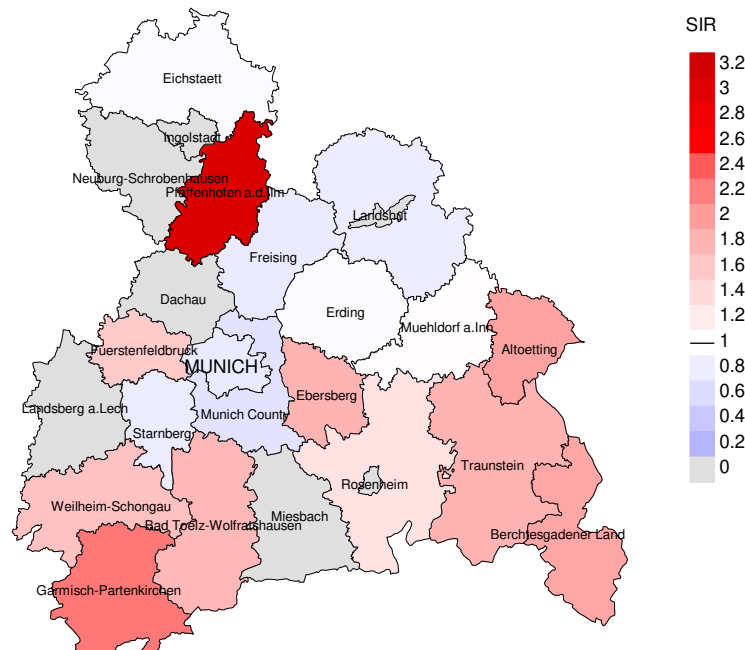 SIR
3.2
3
2.8
2.6
2.4
2.2
2
1.8
1.6
1.4
1.2
1
0.8
0.6
0.4
0.2
0
Eichstaett
Ingolstadt
Neuburg-Schrobenhausen
Pfaffenhofen a.d.Ilm
Landshut
Freising
Dachau
Erding
Muehldorf a.Inn
Fuerstenfeldbruck
Altoetting
MUNICH
Ebersberg
Landsberg a.Lech
Munich County
Starnberg
Traunstein
Rosenheim
Weilheim-Schongau
Miesbach
Bad Toelz-Wolfratshausen
Berchtesgadener Land
Garmisch-Partenkirchen